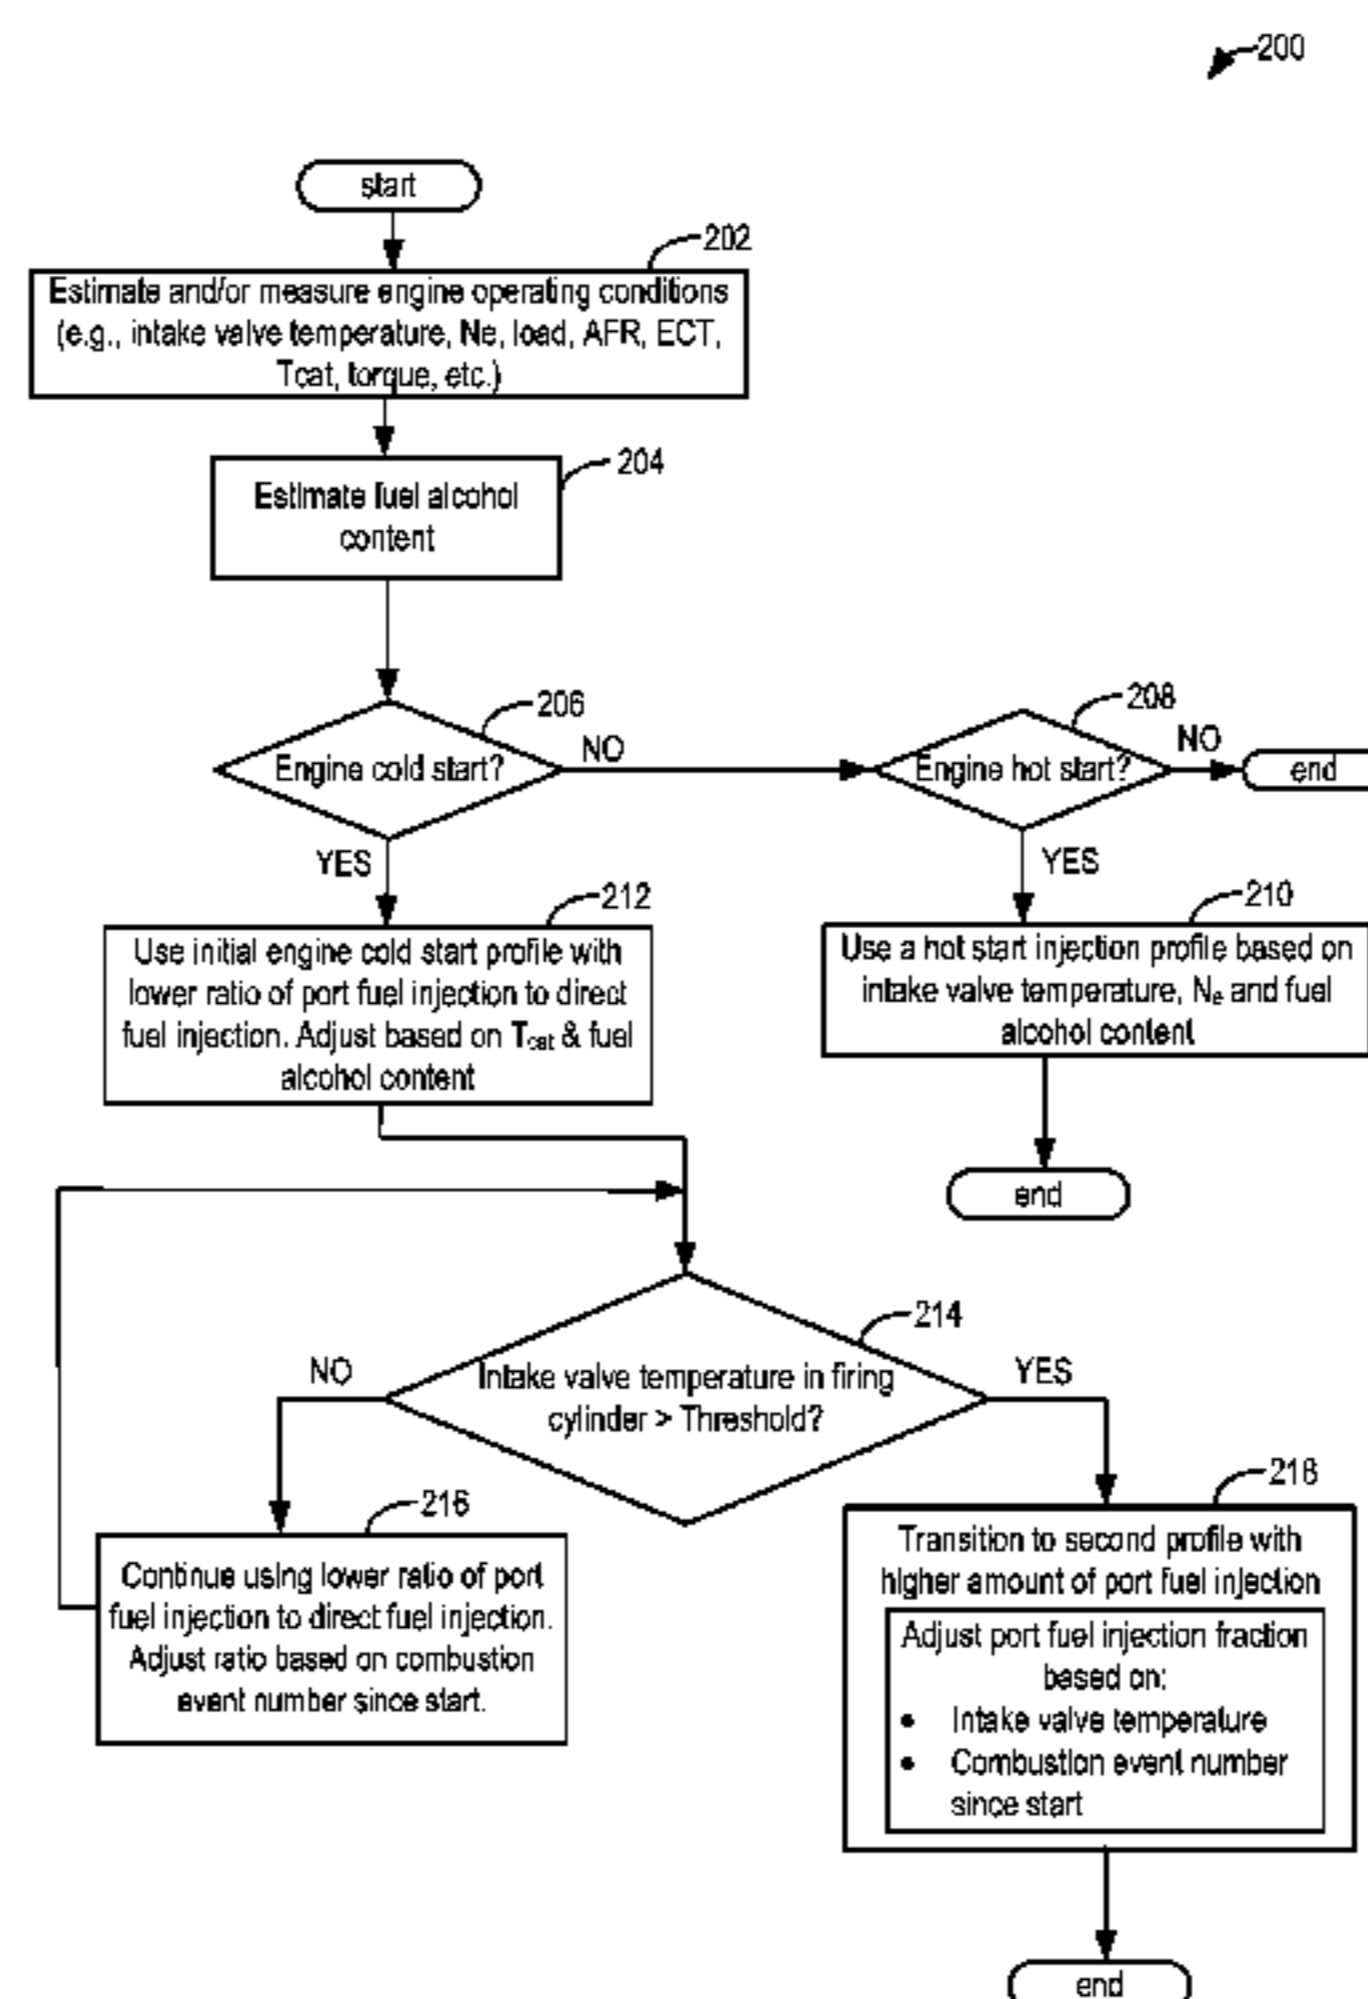 200
start
202
Estimate and/or measure engine operating conditions
(e.g., intake valve temperature, Ne, load, AFR, ECT,
Tcat, torque, etc.)
204
Estimate fuel alcohol
content
206
Engine cold start?
NO
208
Engine hot start?
NO
end
YES
YES
212
Use initial engine cold start profile with
lower ratio of port fuel injection to direct
fuel injection. Adjust based on Tcat & fuel
alcohol content
210
Use a hot start injection profile based on
intake valve temperature, Ne and fuel
alcohol content
end
214
Intake valve temperature in firing
cylinder > Threshold?
NO
YES
216
Continue using lower ratio of port
fuel injection to direct fuel injection.
Adjust ratio based on combustion
event number since start.
218
Transition to second profile with
higher amount of port fuel injection
Adjust port fuel injection fraction
based on:
• Intake valve temperature
• Combustion event number
since start
end